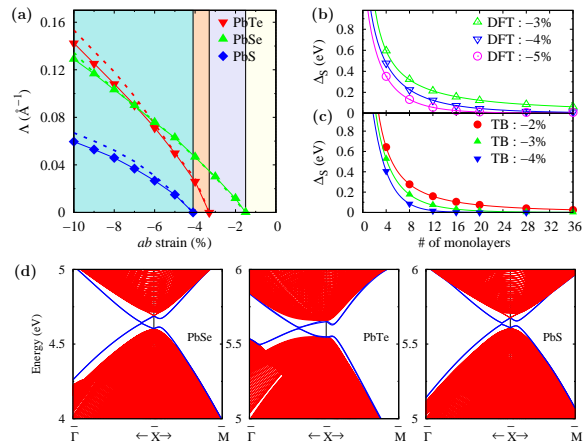 (a)
PbTe
PbSe
PbS
Λ (Å⁻¹)
0.16
0.12
0.08
0.04
0
−10 −8 −6 −4 −2 0
ab strain (%)
(b)
DFT : −3%
DFT : −4%
DFT : −5%
Δ_S (eV)
0.8
0.6
0.4
0.2
0
(c)
TB : −2%
TB : −3%
TB : −4%
Δ_S (eV)
0.8
0.6
0.4
0.2
0
0 4 8 12 16 20 24 28 32 36
# of monolayers
(d)
Energy (eV)
5
4.5
4
PbSe
Γ̅ ←X̅→ M̅
6
5.5
5
PbTe
Γ̅ ←X̅→ M̅
6
5.5
5
PbS
Γ̅ ←X̅→ M̅